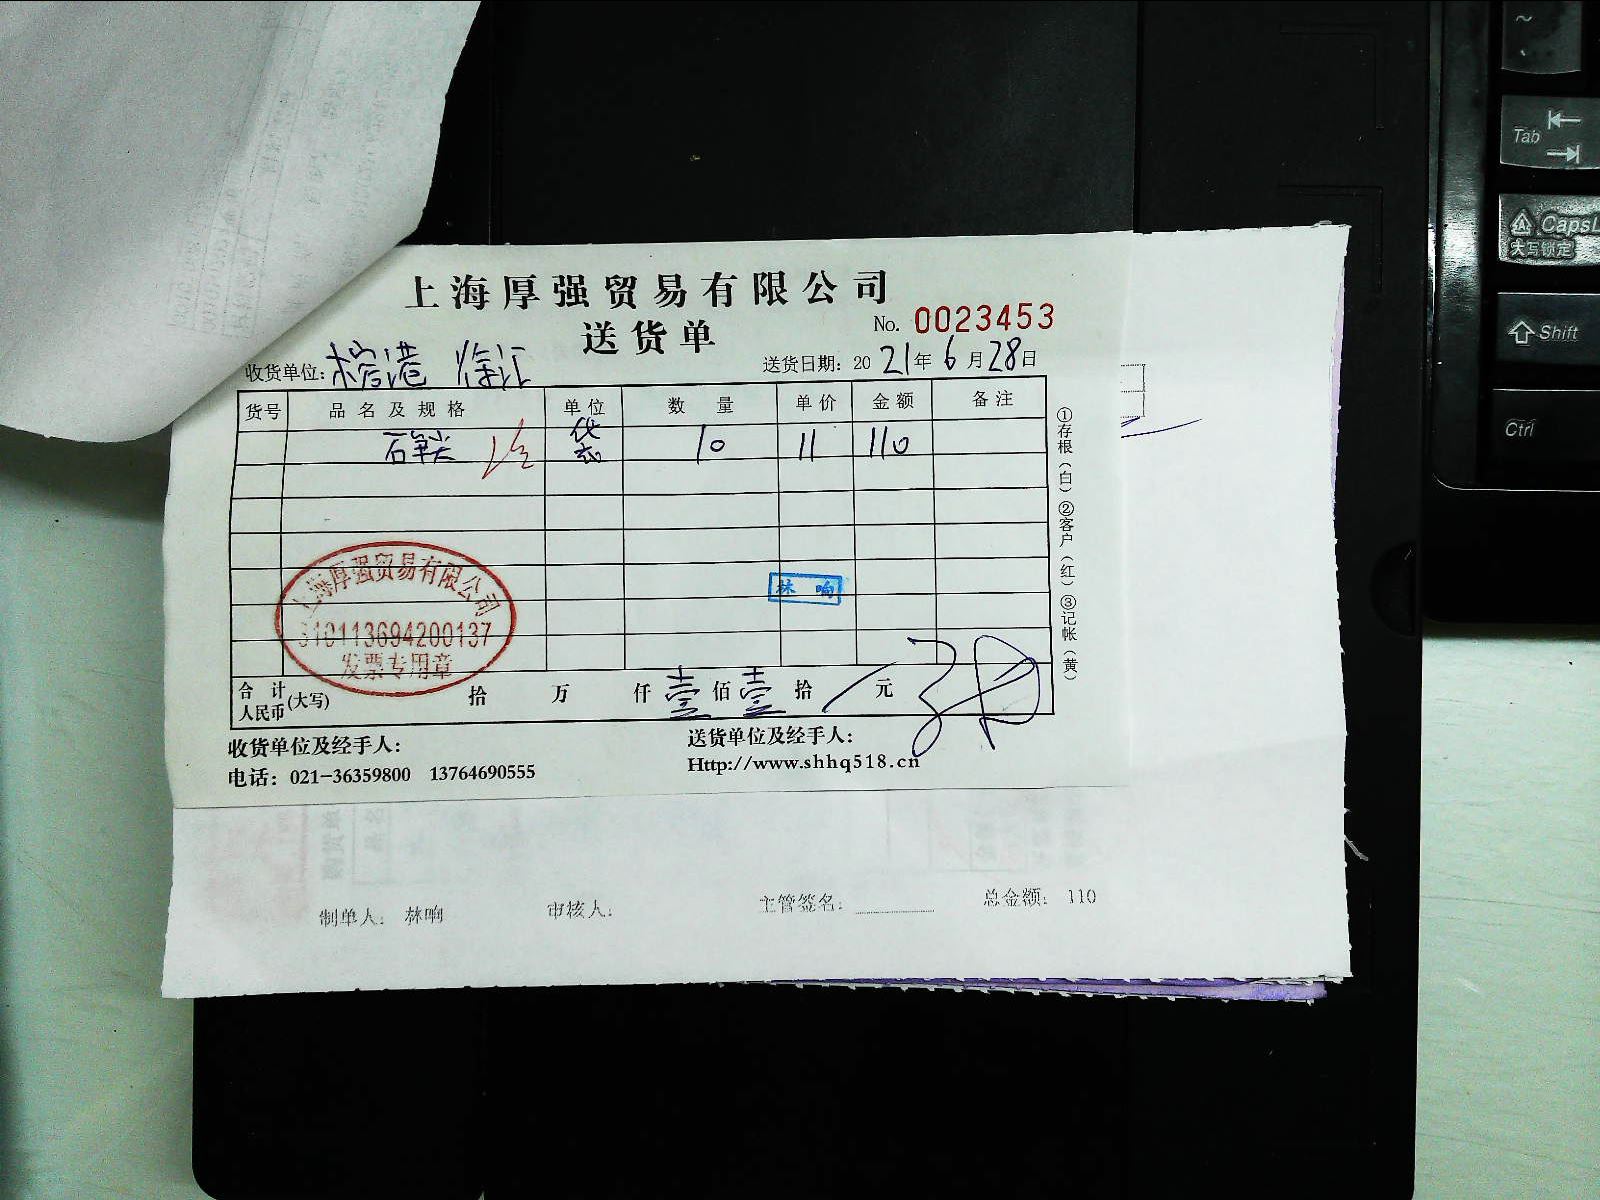 上海厚强贸易有限公司
送货单
No. 0023453
收货单位: 榕港 徐汇
送货日期: 2021年6月28日
货号 品名及规格 单位 数量 单价 金额 备注
袋 10 11 110
①存根(白) ②客户(红) ③记帐(黄)
林响
上海厚强贸易有限公司
310113694200137
发票专用章
合计人民币(大写) 拾 万 仟 壹 佰 壹 拾 / 元
收货单位及经手人:
送货单位及经手人:
电话: 021-36359800 13764690555
Http://www.shhq518.cn
制单人: 林响 审核人: 主管签名: 总金额: 110
~
Tab
CapsL
大写锁定
Shift
Ctrl